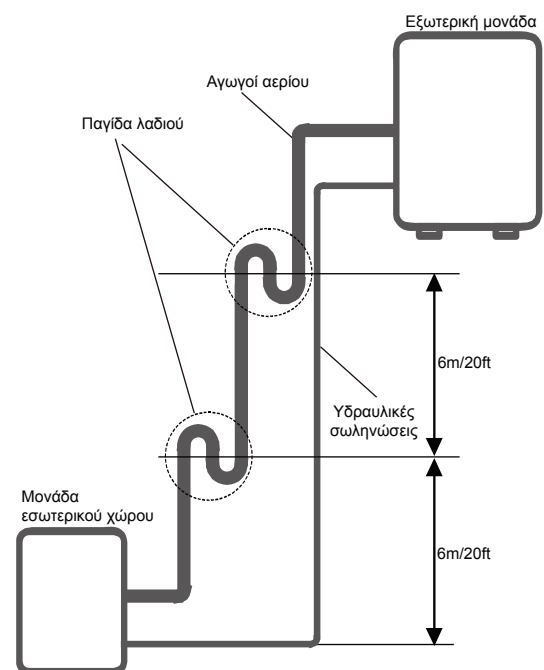 Εξωτερική μονάδα
Αγωγοί αερίου
Παγίδα λαδιού
6m/20ft
Υδραυλικές
σωληνώσεις
Μονάδα
εσωτερικού χώρου
6m/20ft